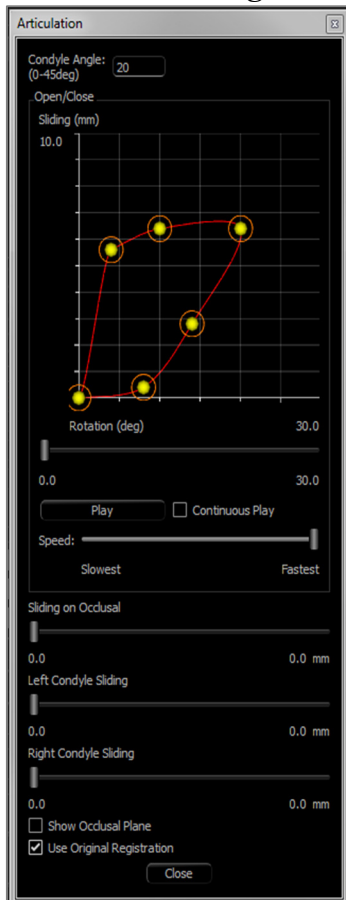 Articulation
Condyle Angle:
(0-45deg)
20
Open/Close
Sliding (mm)
10.0
Rotation (deg) 30.0
0.0 30.0
Play Continuous Play
Speed:
Slowest Fastest
Sliding on Occlusal
0.0 0.0 mm
Left Condyle Sliding
0.0 0.0 mm
Right Condyle Sliding
0.0 0.0 mm
Show Occlusal Plane
Use Original Registration
Close